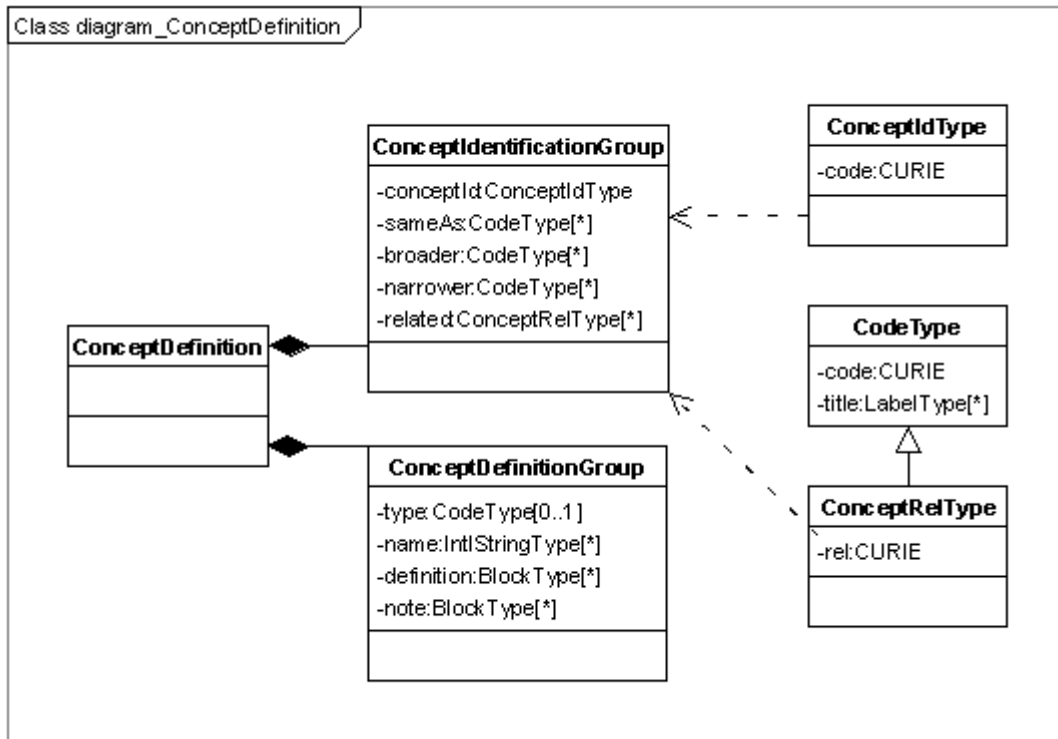 Class diagram_ConceptDefinition
ConceptIdentificationGroup
-conceptId:ConceptIdType
-sameAs:CodeType[*]
-broader:CodeType[*]
-narrower:CodeType[*]
-related:ConceptRelType[*]
ConceptIdType
-code:CURIE
ConceptDefinition
CodeType
-code:CURIE
-title:LabelType[*]
ConceptDefinitionGroup
-type:CodeType[0..1]
-name:IntlStringType[*]
-definition:BlockType[*]
-note:BlockType[*]
ConceptRelType
-rel:CURIE